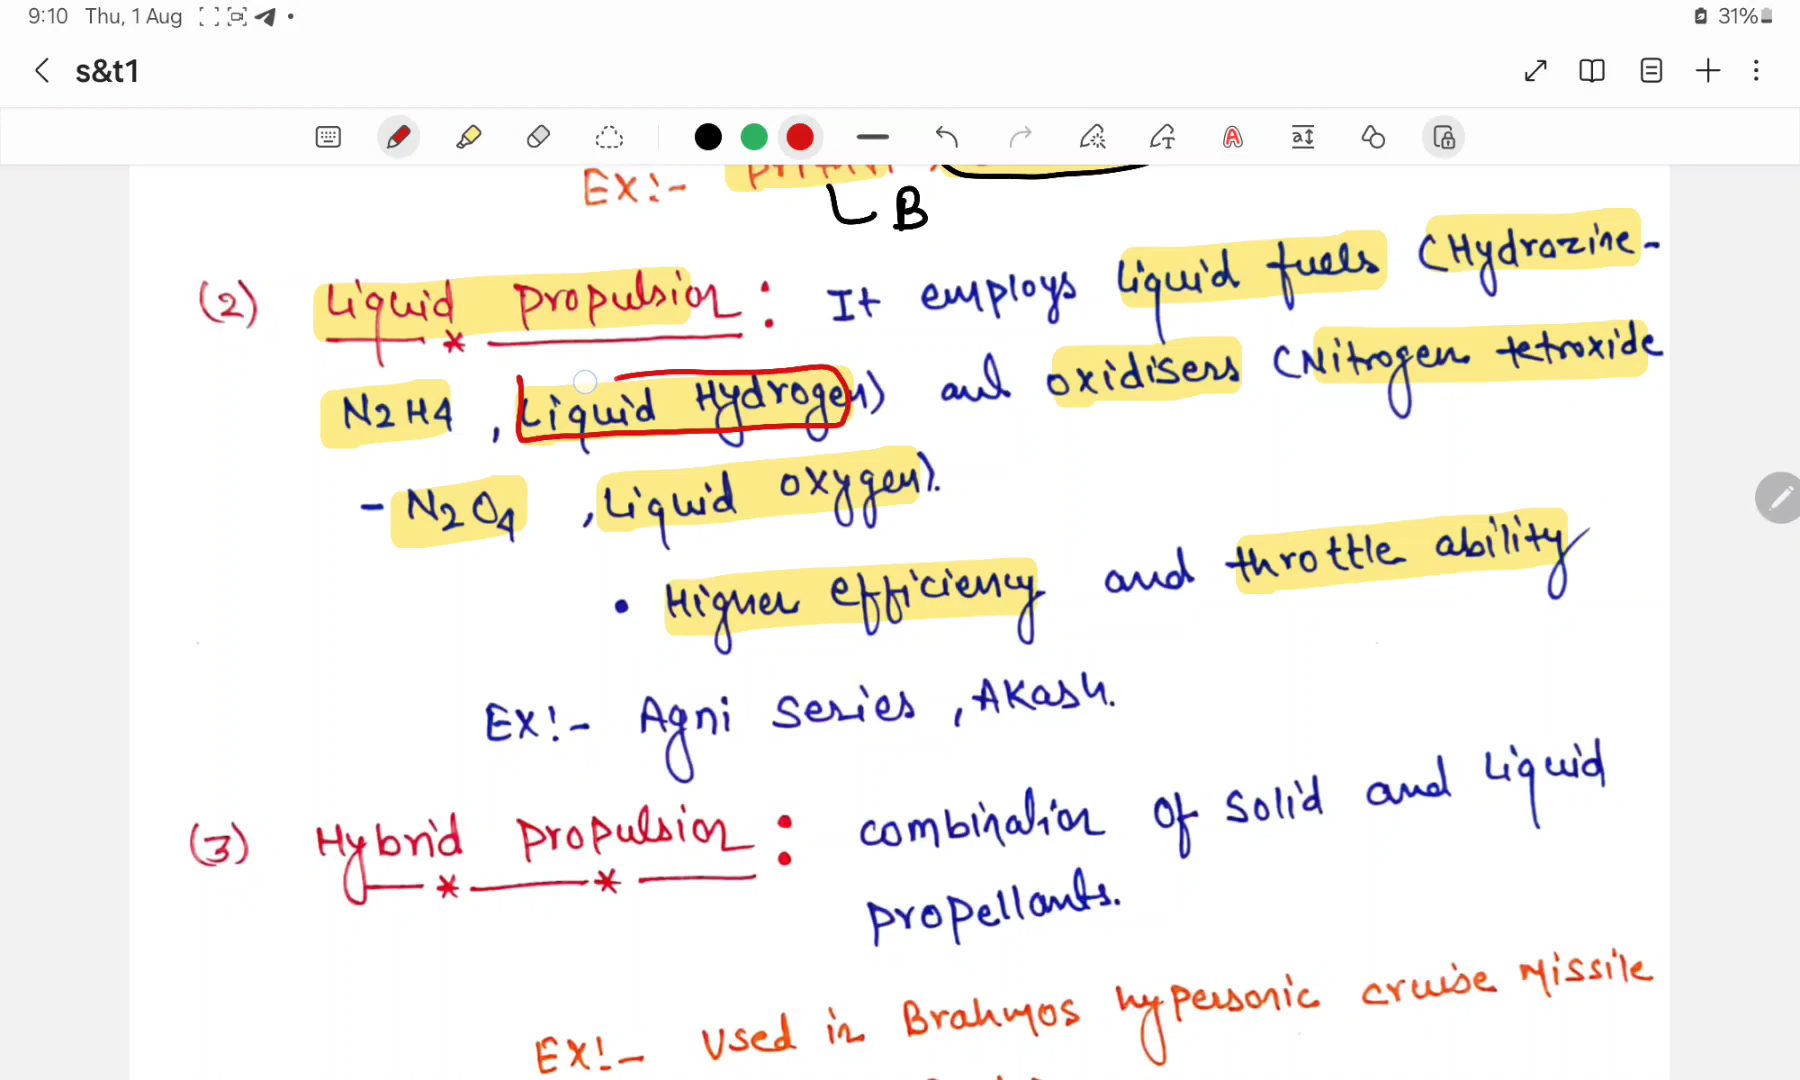 9:10 Thu, 1 Aug
31%
s&t1
EX:-
B
(2) Liquid propulsion : It employs liquid fuels (Hydrazine-
N2H4 , Liquid Hydrogen) and oxidisers (Nitrogen tetroxide
- N2O4 , Liquid oxygen).
• Higher efficiency and throttle ability
EX:- Agni series , AKash.
(3) Hybrid propulsion : combination of solid and Liquid
propellants.
EX:- used in Brahmos hypersonic cruise Missile